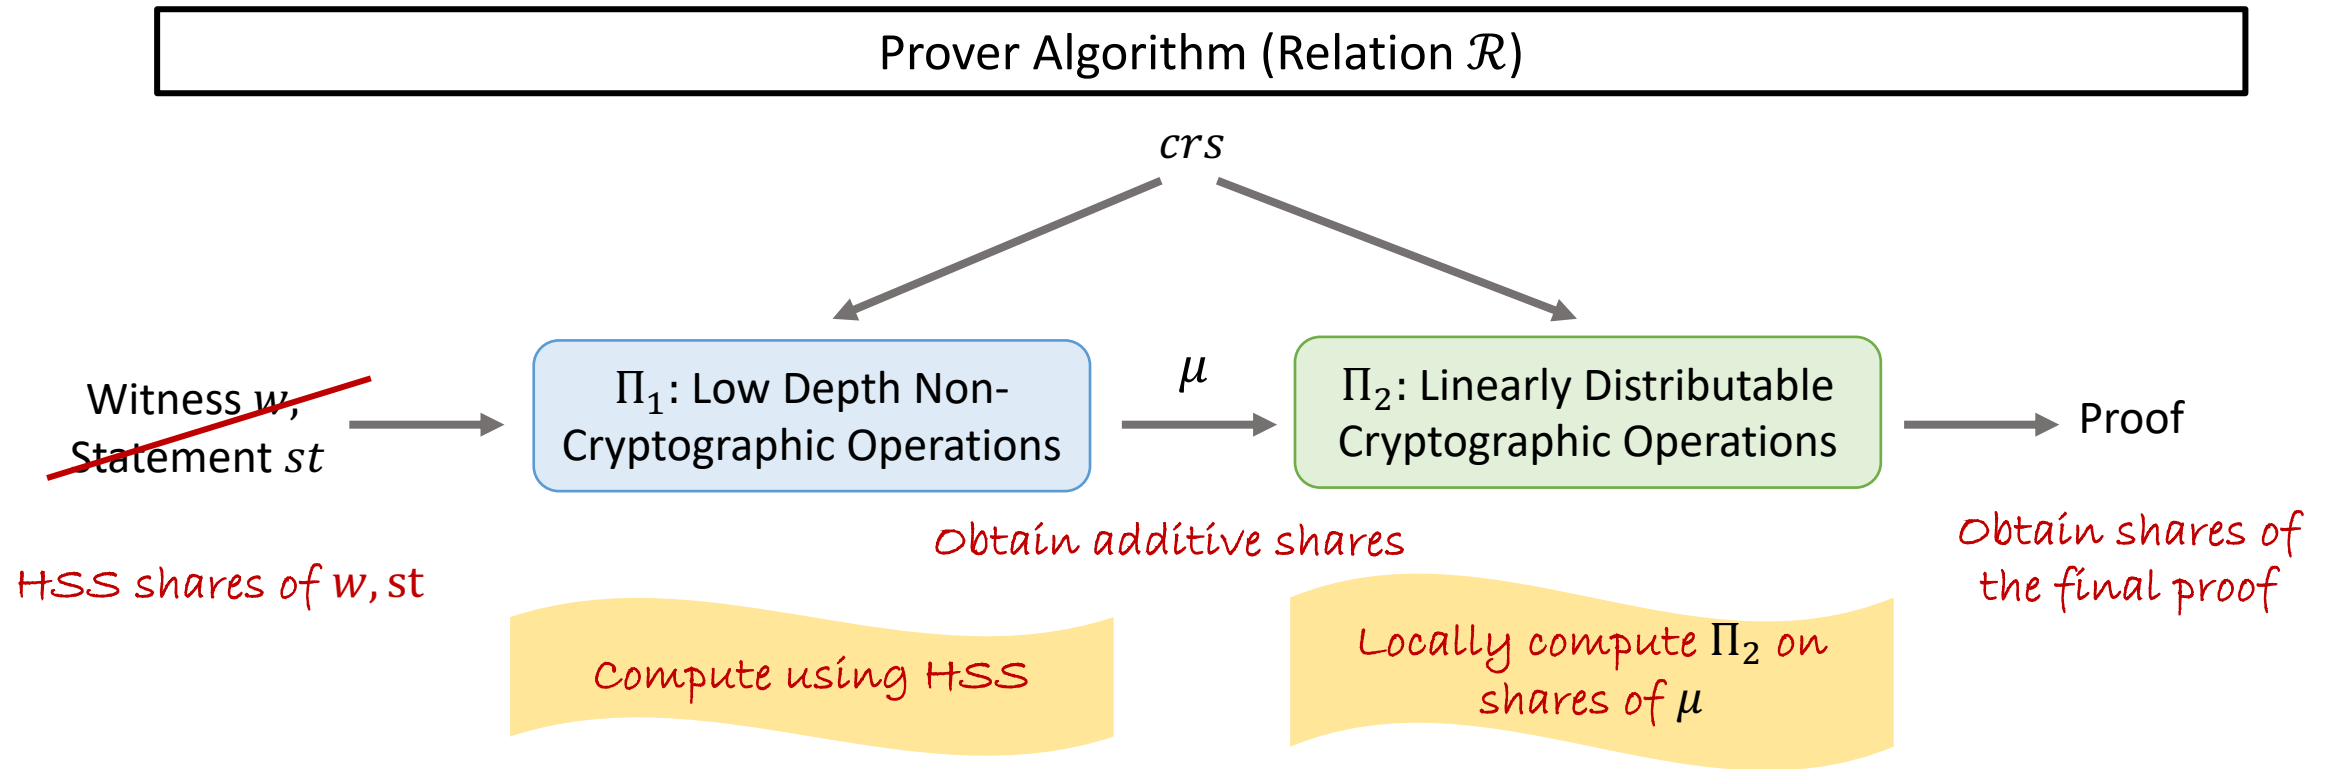 Prover Algorithm (Relation ℛ)
crs
Witness w,
Statement st
Π₁: Low Depth Non-
Cryptographic Operations
μ
Π₂: Linearly Distributable
Cryptographic Operations
Proof
HSS shares of w, st
Obtain additive shares
Obtain shares of
the final proof
Compute using HSS
Locally compute Π₂ on
shares of μ